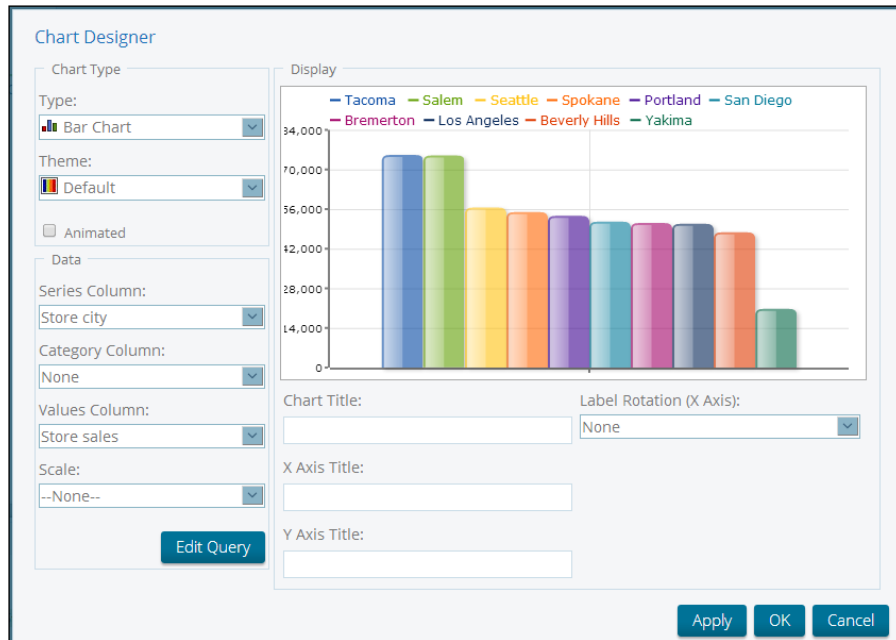 Chart Designer
Chart Type
Type:
Bar Chart
Theme:
Default
Animated
Data
Series Column:
Store city
Category Column:
None
Values Column:
Store sales
Scale:
--None--
Edit Query
Display
Tacoma Salem Seattle Spokane Portland San Diego
Bremerton Los Angeles Beverly Hills Yakima
84,000
70,000
56,000
42,000
28,000
14,000
0
Chart Title:
Label Rotation (X Axis):
None
X Axis Title:
Y Axis Title:
Apply OK Cancel